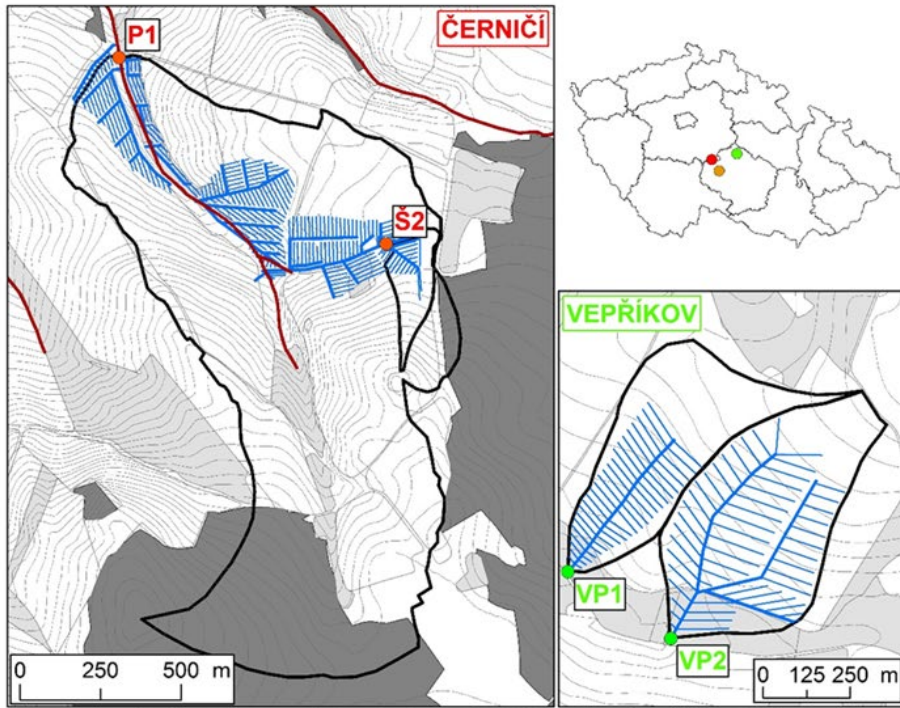 P1
ČERNIČÍ
Š2
0 250 500 m
VEPŘÍKOV
VP1
VP2
0 125 250 m